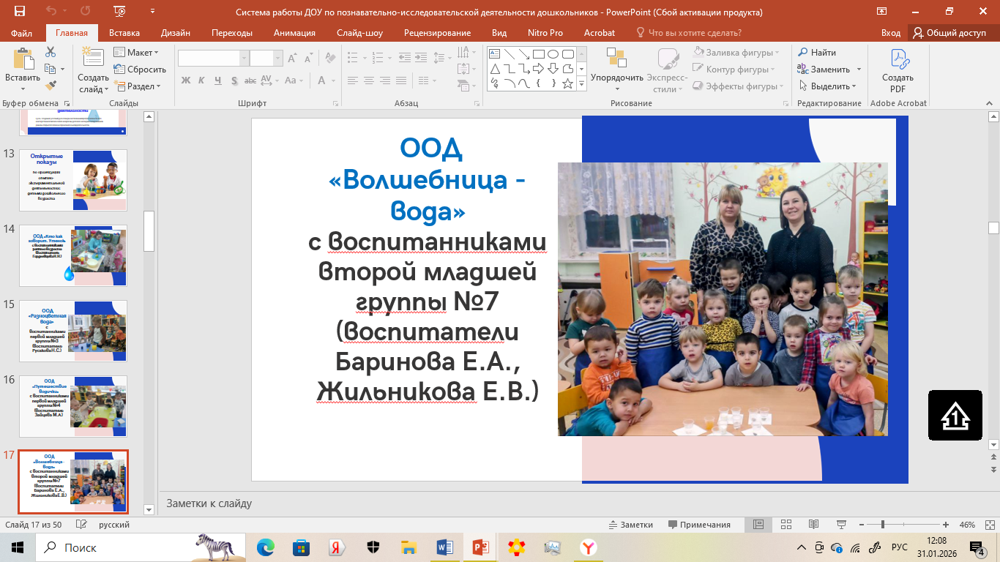 Система работы ДОУ по познавательно-исследовательской деятельности дошкольников - PowerPoint (Сбой активации продукта)
Файл Главная Вставка Дизайн Переходы Анимация Слайд-шоу Рецензирование Вид Nitro Pro Acrobat Что вы хотите сделать? Вход Общий доступ
Вставить
Создать слайд
Макет
Сбросить
Раздел
Ж К Ч S abc AV Aa А
Упорядочить
Экспресс-стили
Заливка фигуры
Контур фигуры
Эффекты фигуры
Найти
Заменить
Выделить
Создать PDF
Буфер обмена Слайды Шрифт Абзац Рисование Редактирование Adobe Acrobat
деятельности
13
Открытые
показы
по организации
опытно-
экспериментальной
деятельности с
детьми дошкольного
возраста
14
ООД «Кто как
говорит. Утенок»
15
ООД
«Разноцветная
вода»
с
воспитанниками
первой младшей
группы №3
(Воспитатель
Русакова Н.С.)
16
ООД
«Путешествие
водички»
с воспитанниками
первой младшей
группы №4
(Воспитатель
Зайцева М.А)
17
ООД
«Волшебница -
вода»
с воспитанниками
второй младшей
группы №7
(воспитатели
Баринова Е.А.,
Жильникова Е.В.)
ООД
«Волшебница -
вода»
с воспитанниками
второй младшей
группы №7
(воспитатели
Баринова Е.А.,
Жильникова Е.В.)
1
Заметки к слайду
Слайд 17 из 50 русский Заметки Примечания 46%
Поиск
РУС
12:08
31.01.2026
4